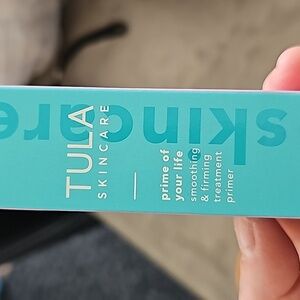 skincare
TULA
SKINCARE
prime of
your life
smoothing
& firming
treatment
primer